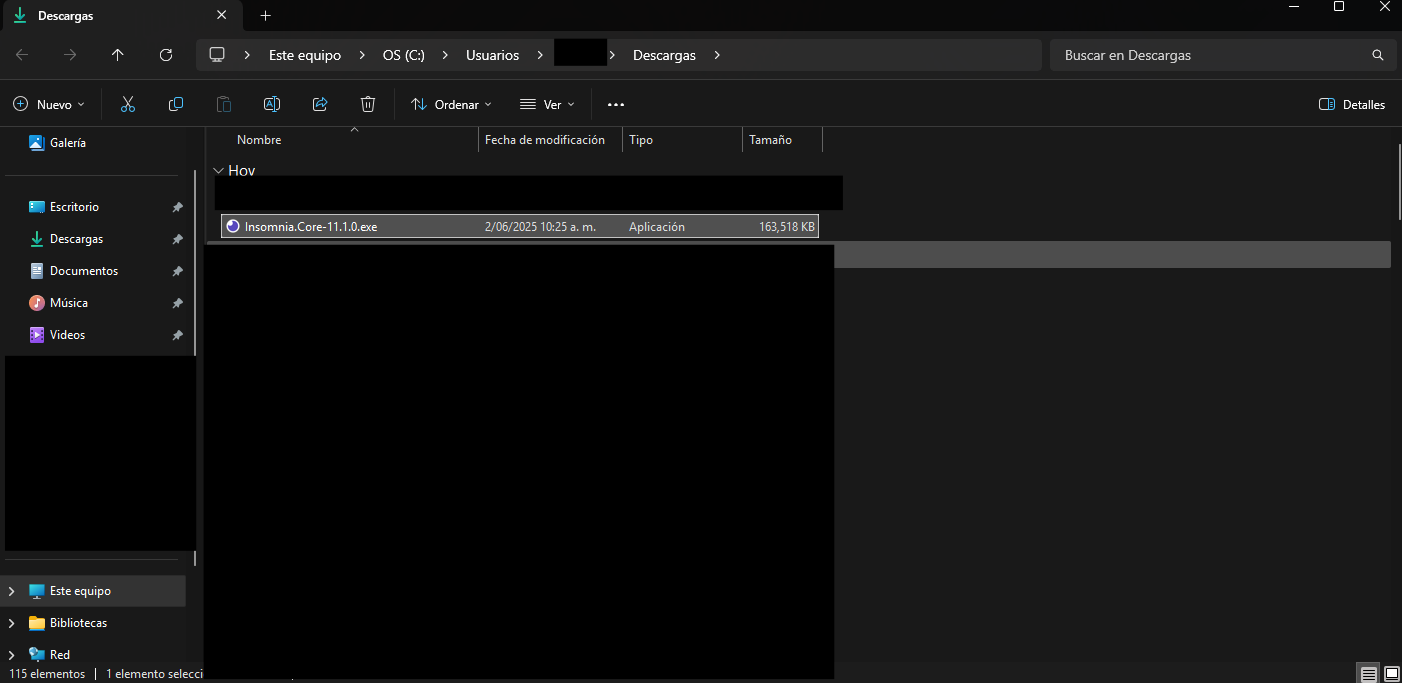 Descargas
Este equipo OS (C:) Usuarios Descargas
Buscar en Descargas
Nuevo
Ordenar
Ver
Detalles
Galería
Nombre Fecha de modificación Tipo Tamaño
Hoy
Insomnia.Core-11.1.0.exe 2/06/2025 10:25 a. m. Aplicación 163,518 KB
Escritorio
Descargas
Documentos
Música
Videos
Este equipo
Bibliotecas
Red
115 elementos 1 elemento selecci